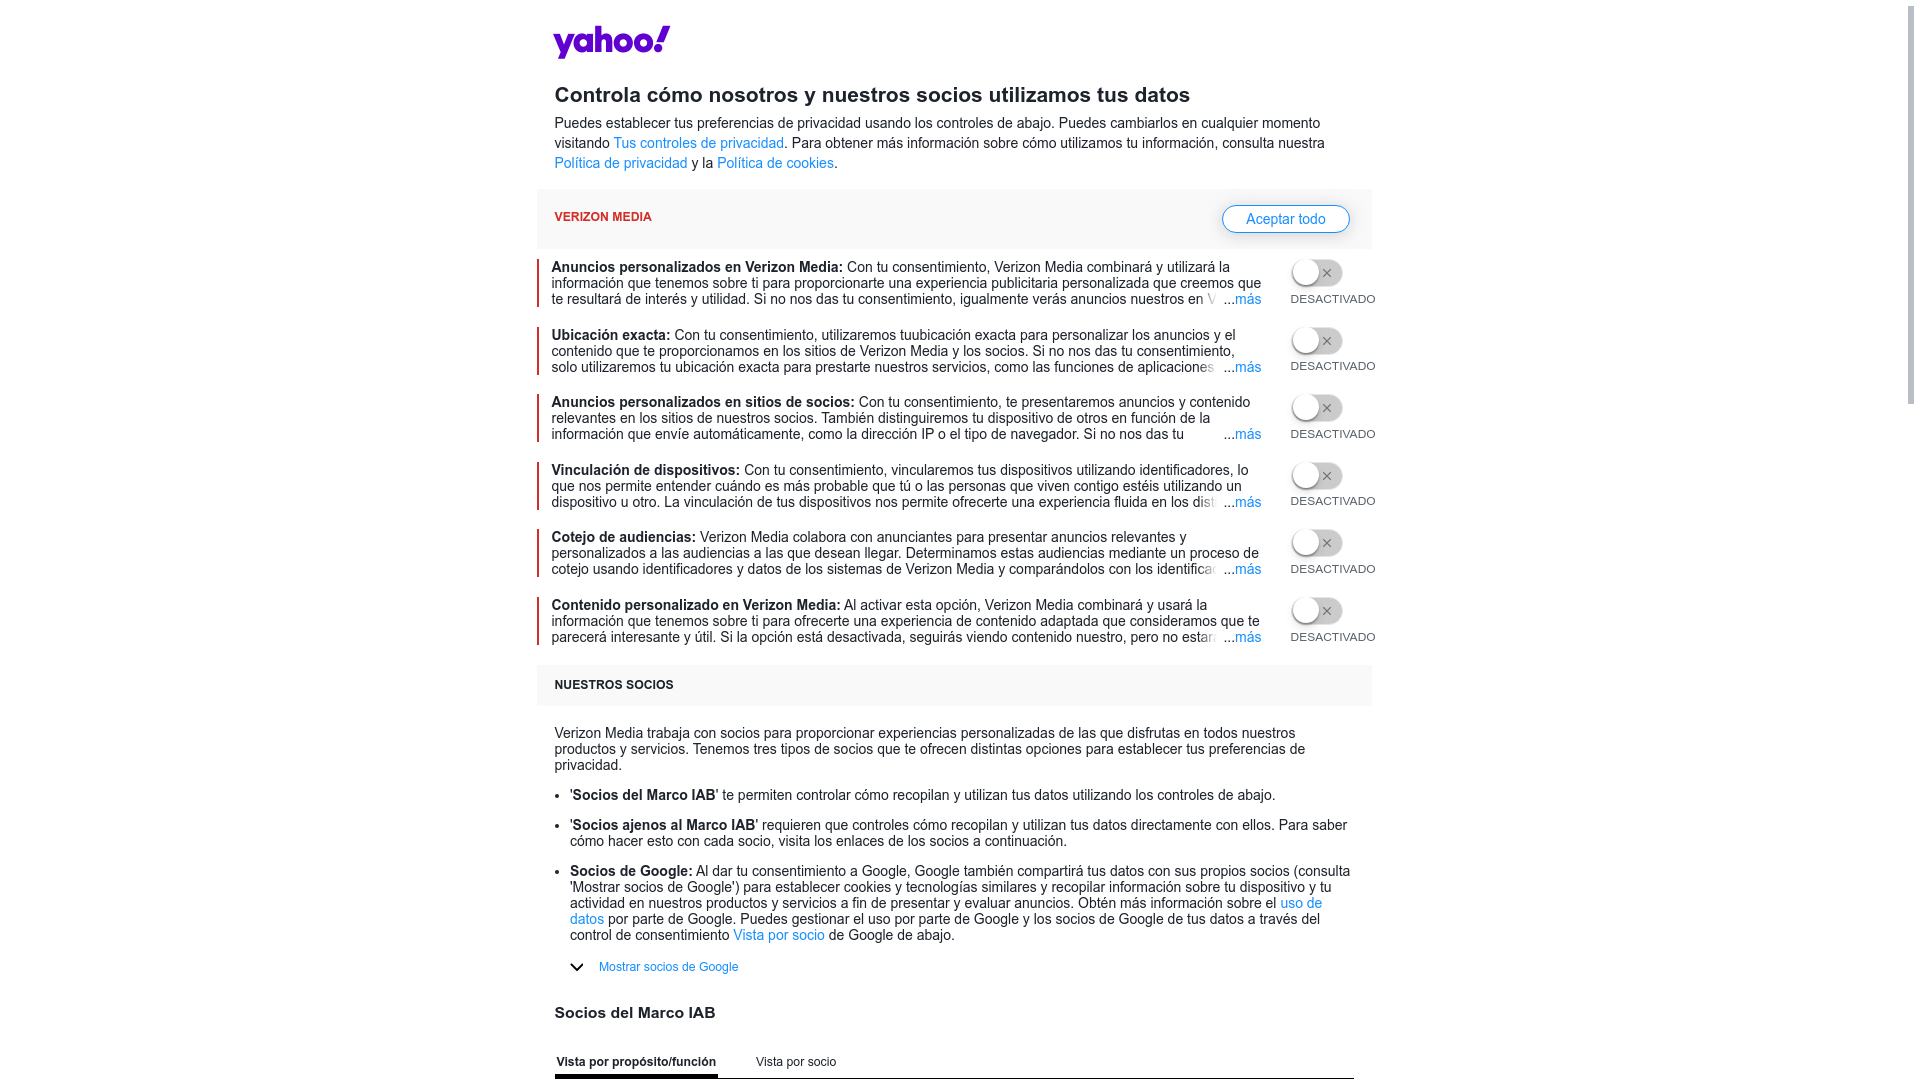 yahoo!
Controla cómo nosotros y nuestros socios utilizamos tus datos
Puedes establecer tus preferencias de privacidad usando los controles de abajo. Puedes cambiarlos en cualquier momento
visitando Tus controles de privacidad. Para obtener más información sobre cómo utilizamos tu información, consulta nuestra
Política de privacidad y la Política de cookies.
VERIZON MEDIA
Aceptar todo
Anuncios personalizados en Verizon Media: Con tu consentimiento, Verizon Media combinará y utilizará la
información que tenemos sobre ti para proporcionarte una experiencia publicitaria personalizada que creemos que
te resultará de interés y utilidad. Si no nos das tu consentimiento, igualmente verás anuncios nuestros en V ...más
DESACTIVADO
Ubicación exacta: Con tu consentimiento, utilizaremos tuubicación exacta para personalizar los anuncios y el
contenido que te proporcionamos en los sitios de Verizon Media y los socios. Si no nos das tu consentimiento,
solo utilizaremos tu ubicación exacta para prestarte nuestros servicios, como las funciones de aplicaciones ...más
DESACTIVADO
Anuncios personalizados en sitios de socios: Con tu consentimiento, te presentaremos anuncios y contenido
relevantes en los sitios de nuestros socios. También distinguiremos tu dispositivo de otros en función de la
información que envíe automáticamente, como la dirección IP o el tipo de navegador. Si no nos das tu ...más
DESACTIVADO
Vinculación de dispositivos: Con tu consentimiento, vincularemos tus dispositivos utilizando identificadores, lo
que nos permite entender cuándo es más probable que tú o las personas que viven contigo estéis utilizando un
dispositivo u otro. La vinculación de tus dispositivos nos permite ofrecerte una experiencia fluida en los dist ...más
DESACTIVADO
Cotejo de audiencias: Verizon Media colabora con anunciantes para presentar anuncios relevantes y
personalizados a las audiencias a las que desean llegar. Determinamos estas audiencias mediante un proceso de
cotejo usando identificadores y datos de los sistemas de Verizon Media y comparándolos con los identificac ...más
DESACTIVADO
Contenido personalizado en Verizon Media: Al activar esta opción, Verizon Media combinará y usará la
información que tenemos sobre ti para ofrecerte una experiencia de contenido adaptada que consideramos que te
parecerá interesante y útil. Si la opción está desactivada, seguirás viendo contenido nuestro, pero no estará ...más
DESACTIVADO
NUESTROS SOCIOS
Verizon Media trabaja con socios para proporcionar experiencias personalizadas de las que disfrutas en todos nuestros
productos y servicios. Tenemos tres tipos de socios que te ofrecen distintas opciones para establecer tus preferencias de
privacidad.
• 'Socios del Marco IAB' te permiten controlar cómo recopilan y utilizan tus datos utilizando los controles de abajo.
• 'Socios ajenos al Marco IAB' requieren que controles cómo recopilan y utilizan tus datos directamente con ellos. Para saber
cómo hacer esto con cada socio, visita los enlaces de los socios a continuación.
• Socios de Google: Al dar tu consentimiento a Google, Google también compartirá tus datos con sus propios socios (consulta
'Mostrar socios de Google') para establecer cookies y tecnologías similares y recopilar información sobre tu dispositivo y tu
actividad en nuestros productos y servicios a fin de presentar y evaluar anuncios. Obtén más información sobre el uso de
datos por parte de Google. Puedes gestionar el uso por parte de Google y los socios de Google de tus datos a través del
control de consentimiento Vista por socio de Google de abajo.
Mostrar socios de Google
Socios del Marco IAB
Vista por propósito/función Vista por socio